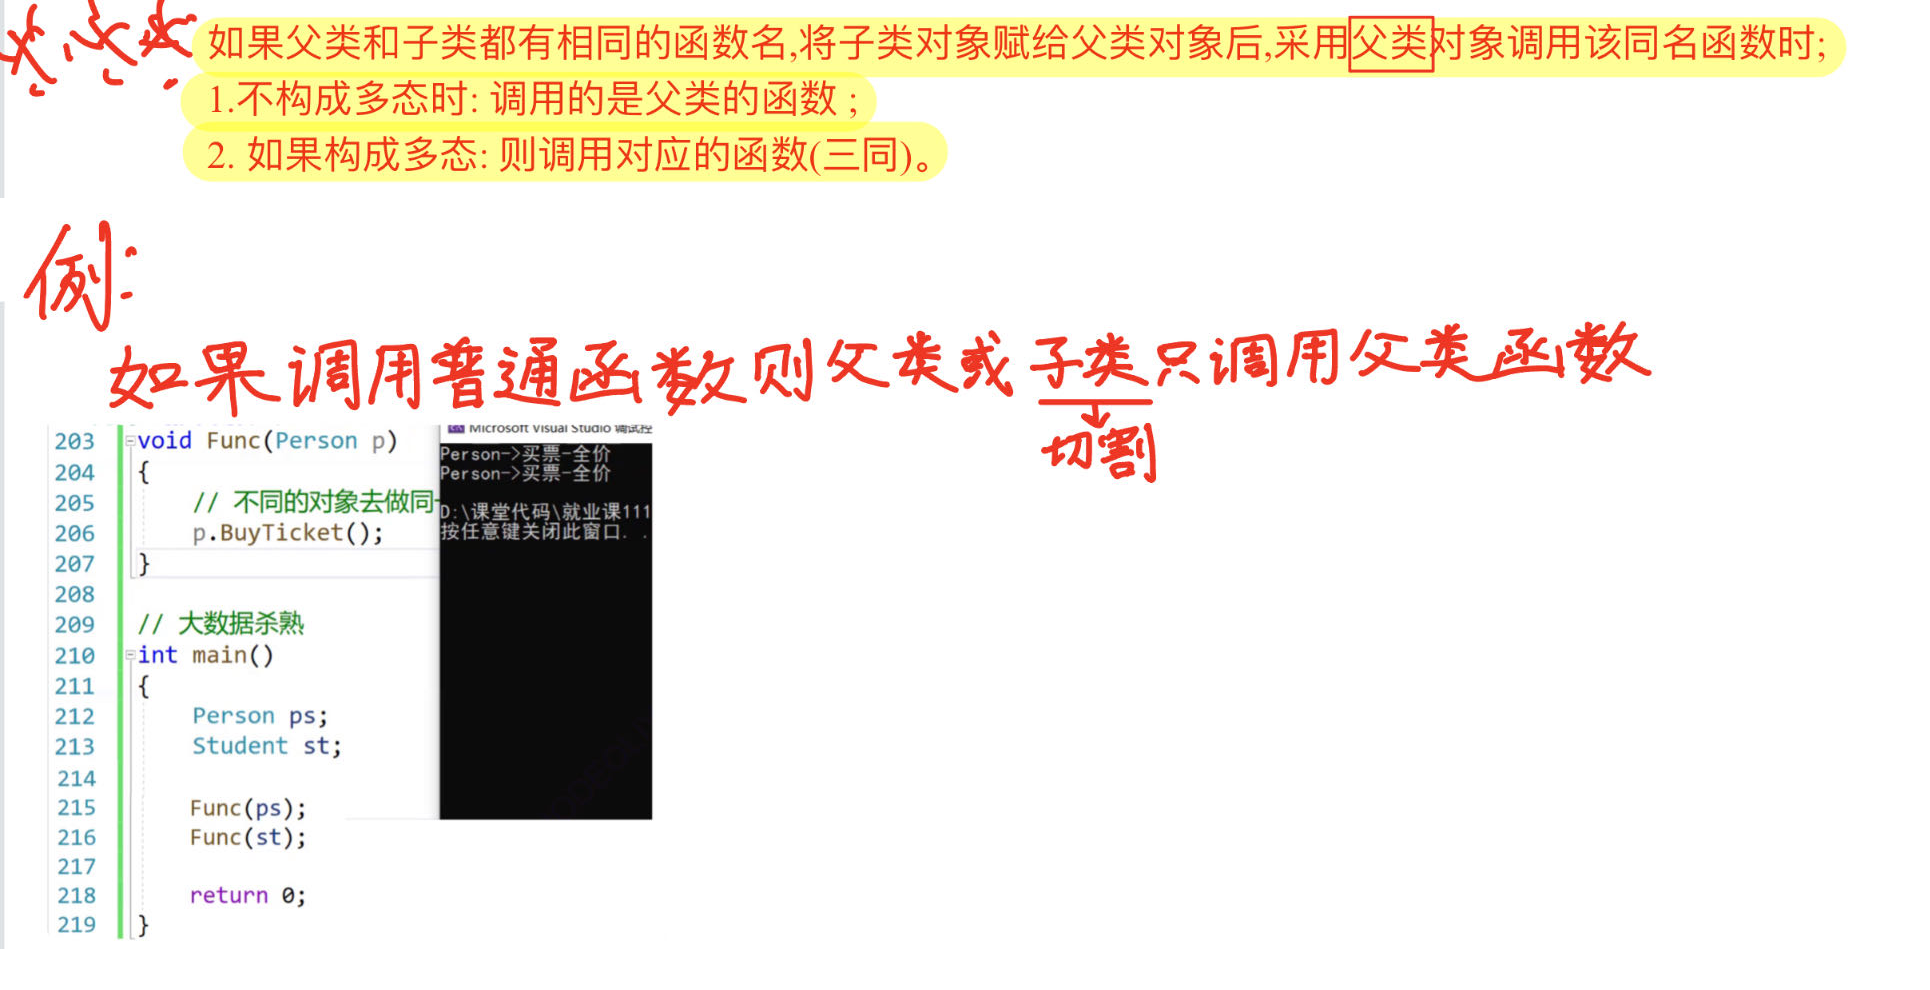 如果父类和子类都有相同的函数名,将子类对象赋给父类对象后,采用父类对象调用该同名函数时;
1.不构成多态时: 调用的是父类的函数 ;
2. 如果构成多态: 则调用对应的函数(三同)。
例:
如果调用普通函数则父类或子类只调用父类函数
切割
Microsoft Visual Studio 调试控
Person->买票-全价
Person->买票-全价
D:\课堂代码\就业课111
按任意键关闭此窗口. .
203 void Func(Person p)
204 {
205 // 不同的对象去做同一
206 p.BuyTicket();
207 }
208
209 // 大数据杀熟
210 int main()
211 {
212 Person ps;
213 Student st;
214
215 Func(ps);
216 Func(st);
217
218 return 0;
219 }